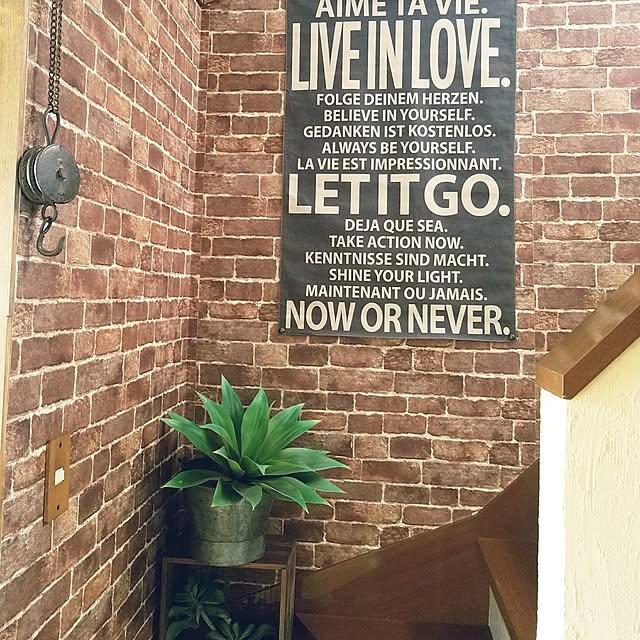 AIME TA VIE.
LIVE IN LOVE.
FOLGE DEINEM HERZEN.
BELIEVE IN YOURSELF.
GEDANKEN IST KOSTENLOS.
ALWAYS BE YOURSELF.
LA VIE EST IMPRESSIONNANT.
LET IT GO.
DEJA QUE SEA.
TAKE ACTION NOW.
KENNTNISSE SIND MACHT.
SHINE YOUR LIGHT.
MAINTENANT OU JAMAIS.
NOW OR NEVER.